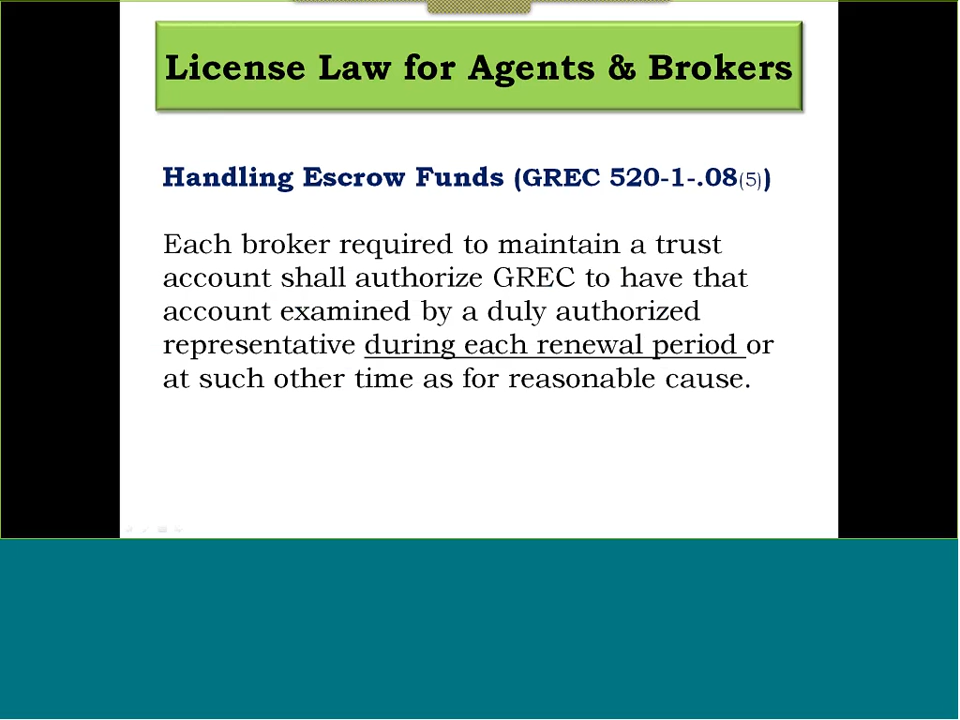 License Law for Agents & Brokers
Handling Escrow Funds (GREC 520-1-.08(5))
Each broker required to maintain a trust
account shall authorize GREC to have that
account examined by a duly authorized
representative during each renewal period or
at such other time as for reasonable cause.